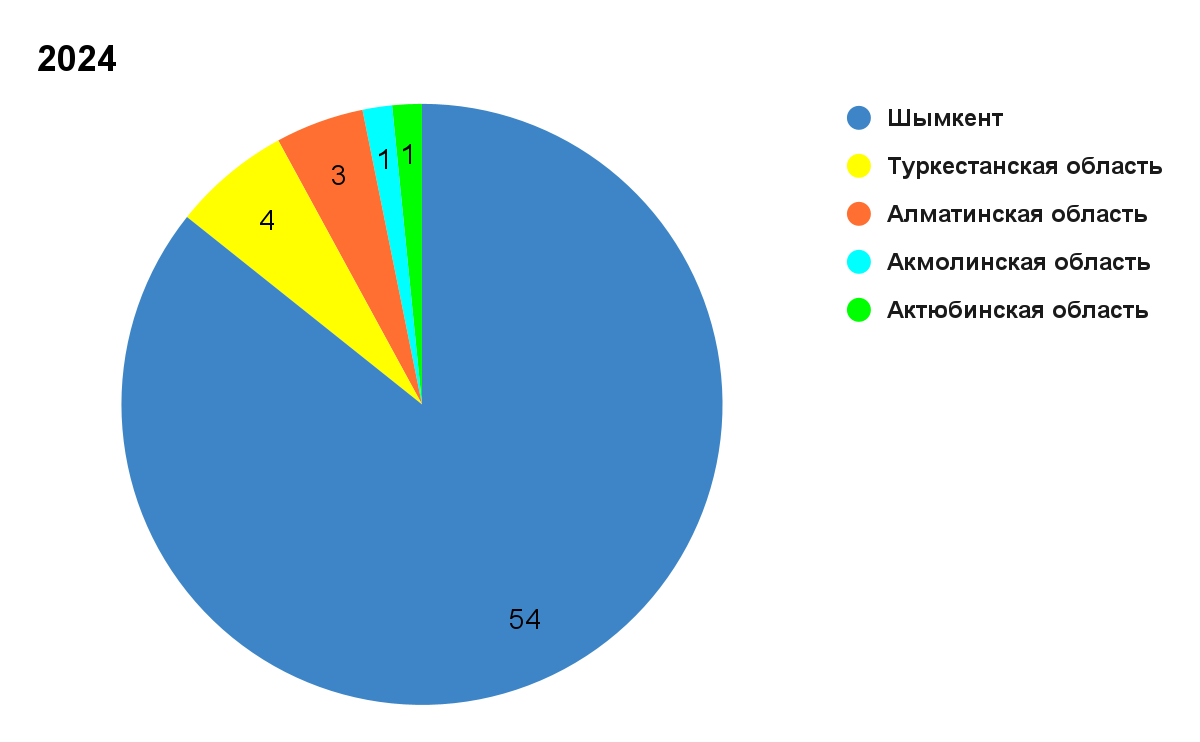 2024
Шымкент
Туркестанская область
Алматинская область
Акмолинская область
Актюбинская область
4
3
1
1
54